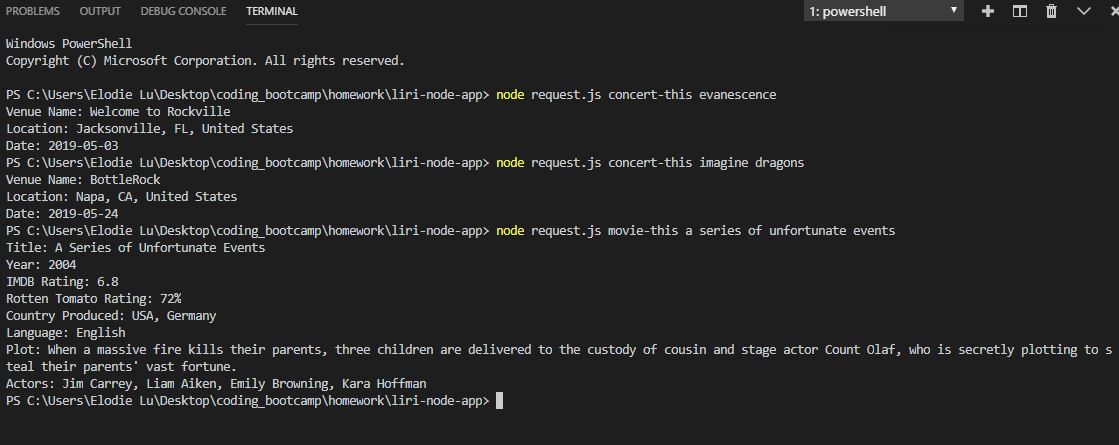 PROBLEMS OUTPUT DEBUG CONSOLE TERMINAL 1: powershell
Windows PowerShell
Copyright (C) Microsoft Corporation. All rights reserved.
PS C:\Users\Elodie Lu\Desktop\coding_bootcamp\homework\liri-node-app> node request.js concert-this evanescence
Venue Name: Welcome to Rockville
Location: Jacksonville, FL, United States
Date: 2019-05-03
PS C:\Users\Elodie Lu\Desktop\coding_bootcamp\homework\liri-node-app> node request.js concert-this imagine dragons
Venue Name: BottleRock
Location: Napa, CA, United States
Date: 2019-05-24
PS C:\Users\Elodie Lu\Desktop\coding_bootcamp\homework\liri-node-app> node request.js movie-this a series of unfortunate events
Title: A Series of Unfortunate Events
Year: 2004
IMDB Rating: 6.8
Rotten Tomato Rating: 72%
Country Produced: USA, Germany
Language: English
Plot: When a massive fire kills their parents, three children are delivered to the custody of cousin and stage actor Count Olaf, who is secretly plotting to s
teal their parents' vast fortune.
Actors: Jim Carrey, Liam Aiken, Emily Browning, Kara Hoffman
PS C:\Users\Elodie Lu\Desktop\coding_bootcamp\homework\liri-node-app>